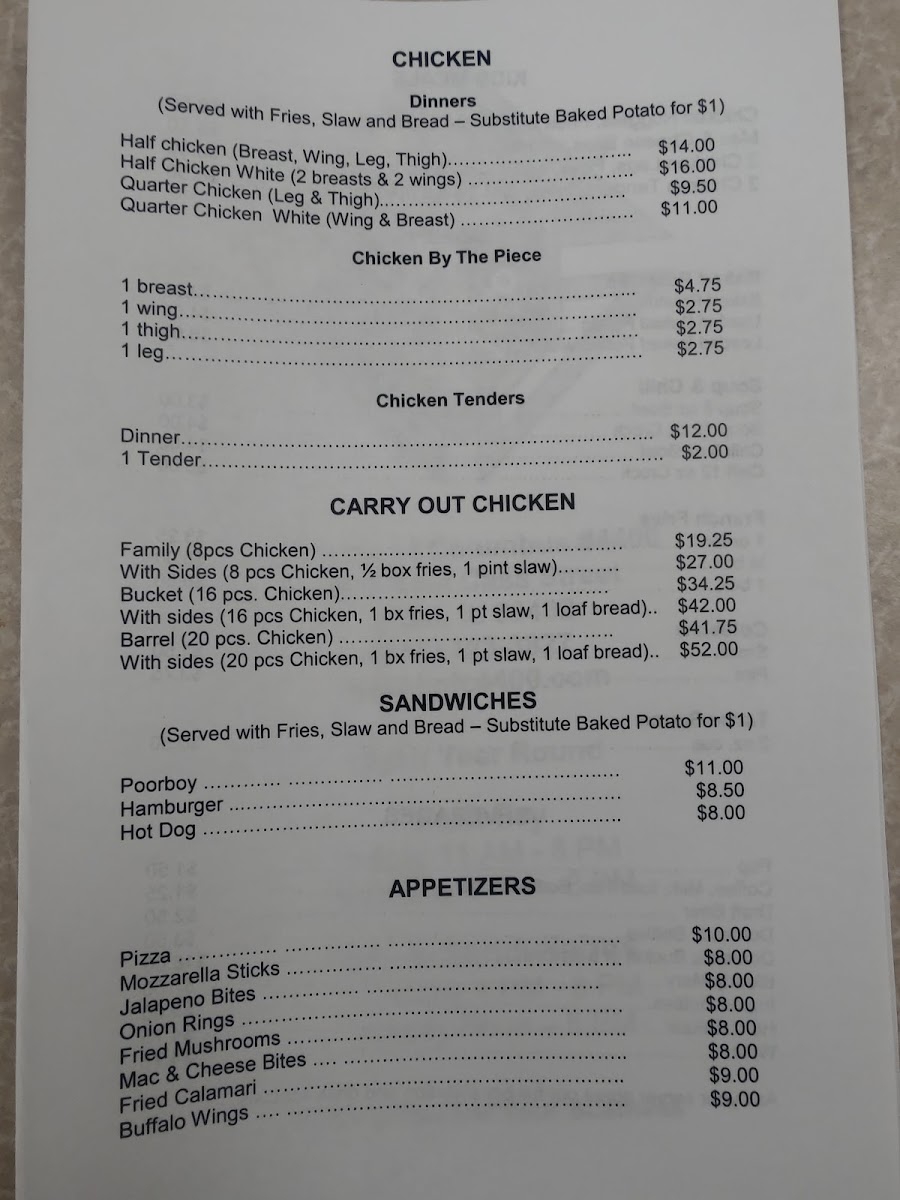 CHICKEN
Dinners
(Served with Fries, Slaw and Bread – Substitute Baked Potato for $1)
Half chicken (Breast, Wing, Leg, Thigh)............................... $14.00
Half Chicken White (2 breasts & 2 wings) ............................ $16.00
Quarter Chicken (Leg & Thigh)............................................. $9.50
Quarter Chicken White (Wing & Breast) .............................. $11.00
Chicken By The Piece
1 breast............................................................................ $4.75
1 wing............................................................................... $2.75
1 thigh............................................................................... $2.75
1 leg................................................................................. $2.75
Chicken Tenders
Dinner............................................................................... $12.00
1 Tender............................................................................ $2.00
CARRY OUT CHICKEN
Family (8pcs Chicken) ..................................................... $19.25
With Sides (8 pcs Chicken, ½ box fries, 1 pint slaw).......... $27.00
Bucket (16 pcs. Chicken)................................................ $34.25
With sides (16 pcs Chicken, 1 bx fries, 1 pt slaw, 1 loaf bread).. $42.00
Barrel (20 pcs. Chicken) ................................................ $41.75
With sides (20 pcs Chicken, 1 bx fries, 1 pt slaw, 1 loaf bread).. $52.00
SANDWICHES
(Served with Fries, Slaw and Bread – Substitute Baked Potato for $1)
Poorboy ............ ............... ......................................... $11.00
Hamburger ..................................................................... $8.50
Hot Dog .......................................................................... $8.00
APPETIZERS
Pizza ............... ............... .......................................... $10.00
Mozzarella Sticks ............... .......................................... $8.00
Jalapeno Bites ............... .......................................... $8.00
Onion Rings ................................................................... $8.00
Fried Mushrooms ........................................................... $8.00
Mac & Cheese Bites .... ................................................ $8.00
Fried Calamari ............................................................... $9.00
Buffalo Wings .... .......................................................... $9.00